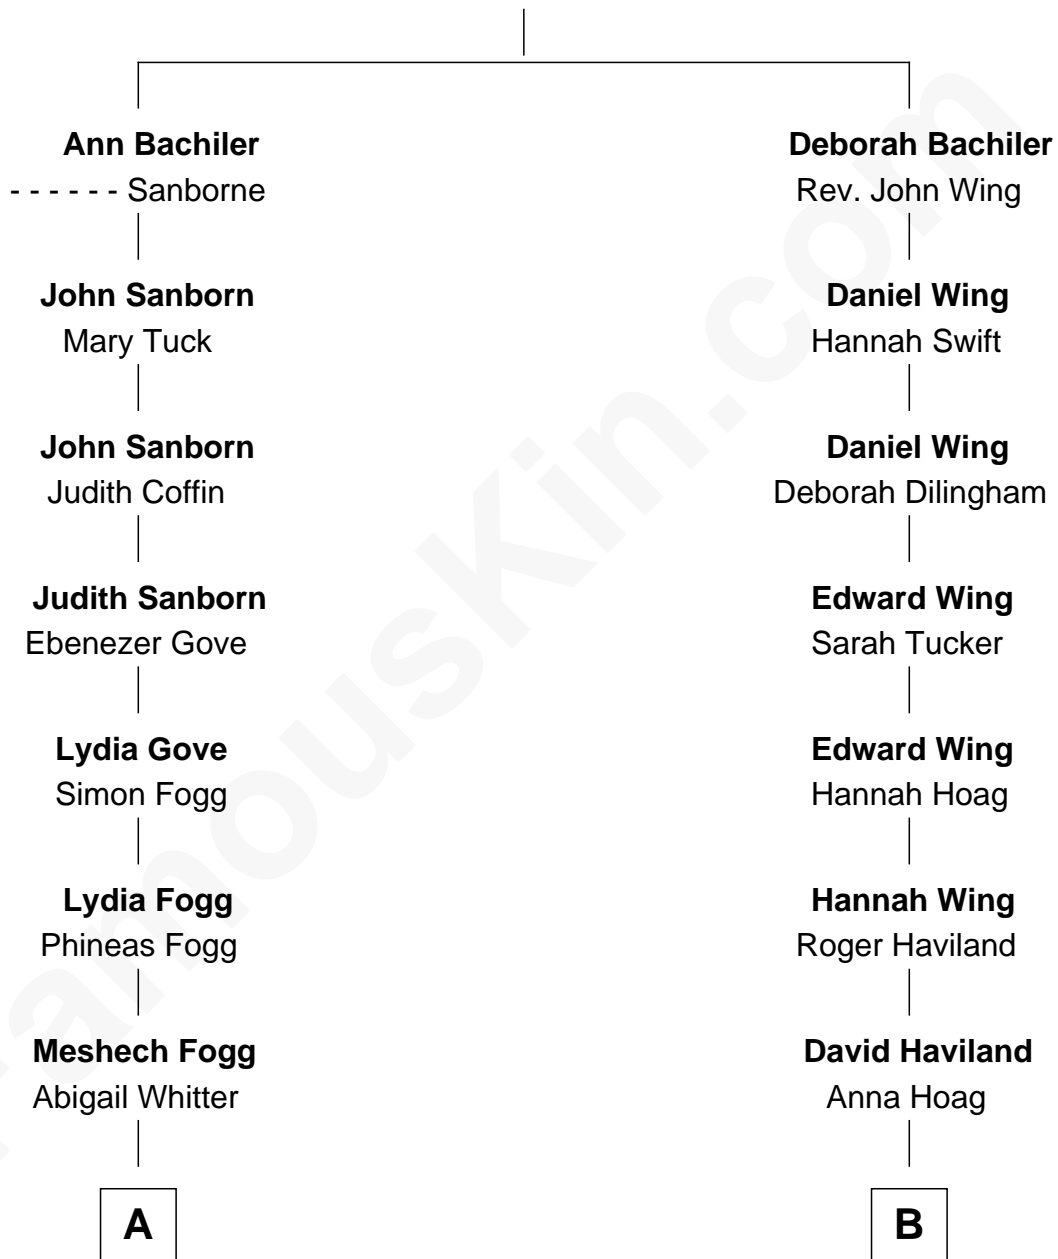 Ann Bachiler
- - - - - - Sanborne
John Sanborn
Mary Tuck
John Sanborn
Judith Coffin
Judith Sanborn
Ebenezer Gove
Lydia Gove
Simon Fogg
Lydia Fogg
Phineas Fogg
Meshech Fogg
Abigail Whitter
A
Deborah Bachiler
Rev. John Wing
Daniel Wing
Hannah Swift
Daniel Wing
Deborah Dilingham
Edward Wing
Sarah Tucker
Edward Wing
Hannah Hoag
Hannah Wing
Roger Haviland
David Haviland
Anna Hoag
B
FamousKin.com